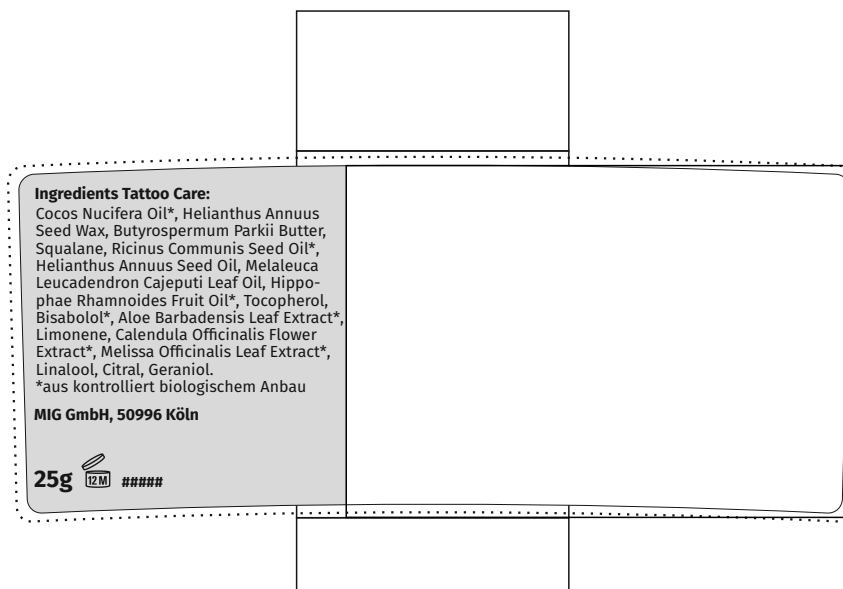 Ingredients Tattoo Care:
Cocos Nucifera Oil*, Helianthus Annuus
Seed Wax, Butyrospermum Parkii Butter,
Squalane, Ricinus Communis Seed Oil*,
Helianthus Annuus Seed Oil, Melaleuca
Leucadendron Cajeputi Leaf Oil, Hippo-
phae Rhamnoides Fruit Oil*, Tocopherol,
Bisabolol*, Aloe Barbadensis Leaf Extract*,
Limonene, Calendula Officinalis Flower
Extract*, Melissa Officinalis Leaf Extract*,
Linalool, Citral, Geraniol.
*aus kontrolliert biologischem Anbau
MIG GmbH, 50996 Köln
25g 12 M #####